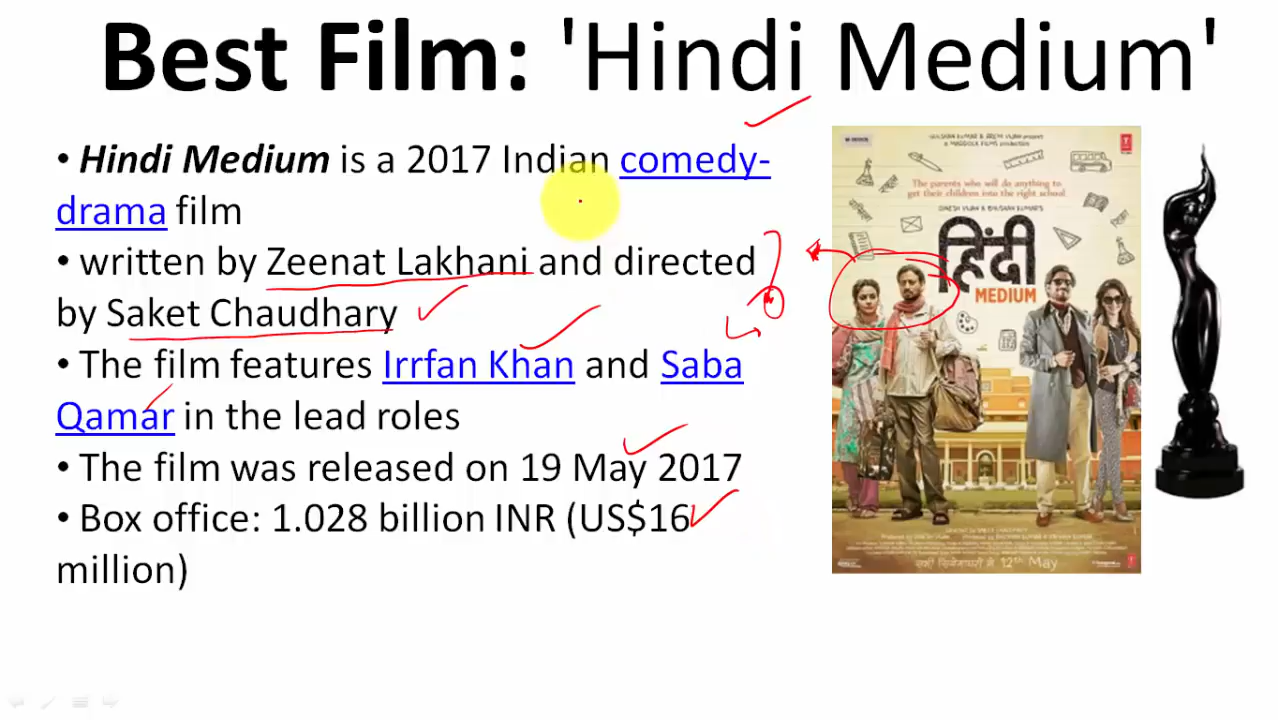 Best Film: 'Hindi Medium'
• Hindi Medium is a 2017 Indian comedy-
drama film
• written by Zeenat Lakhani and directed
by Saket Chaudhary
• The film features Irrfan Khan and Saba
Qamar in the lead roles
• The film was released on 19 May 2017
• Box office: 1.028 billion INR (US$16
million)
The parents who will do anything to
get their children into the right school.
हिंदी
MEDIUM
12th May